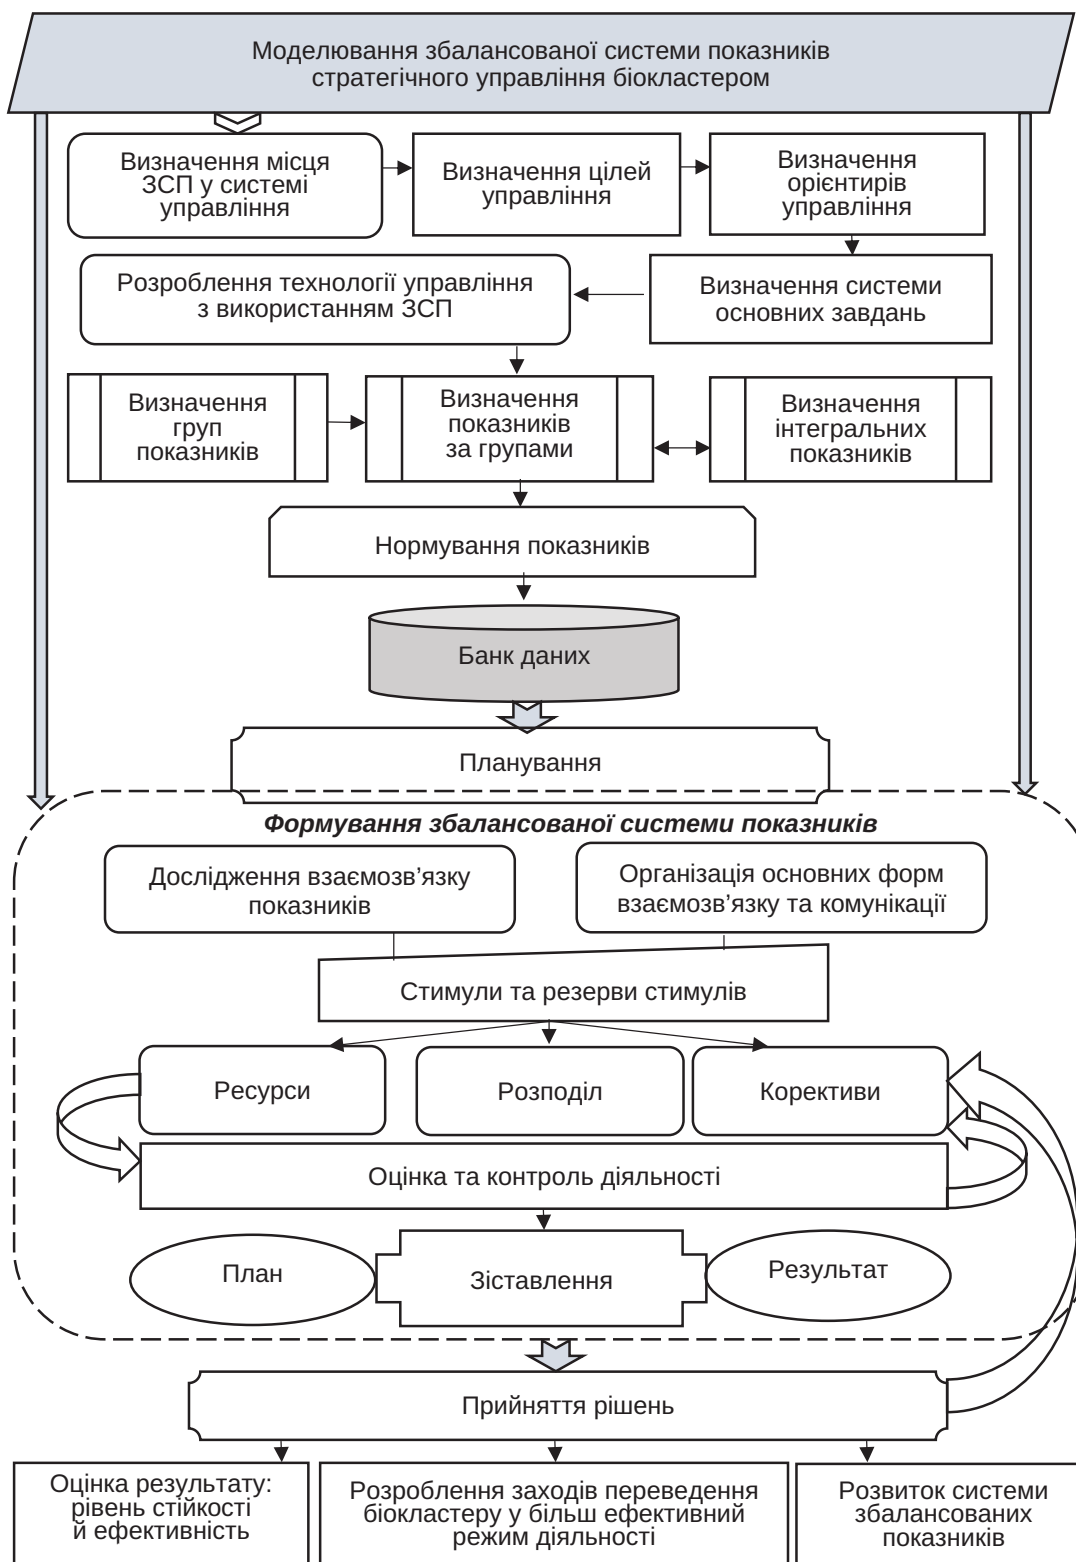 Моделювання збалансованої системи показників
стратегічного управління біокластером
Визначення місця
ЗСП у системі
управління
Визначення цілей
управління
Визначення
орієнтирів
управління
Розроблення технології управління
з використанням ЗСП
Визначення системи
основних завдань
Визначення
груп
показників
Визначення
показників
за групами
Визначення
інтегральних
показників
Нормування показників
Банк даних
Планування
Формування збалансованої системи показників
Дослідження взаємозв’язку
показників
Організація основних форм
взаємозв’язку та комунікації
Стимули та резерви стимулів
Ресурси
Розподіл
Корективи
Оцінка та контроль діяльності
План
Зіставлення
Результат
Прийняття рішень
Оцінка результату:
рівень стійкості
й ефективність
Розроблення заходів переведення
біокластеру у більш ефективний
режим діяльності
Розвиток системи
збалансованих
показників